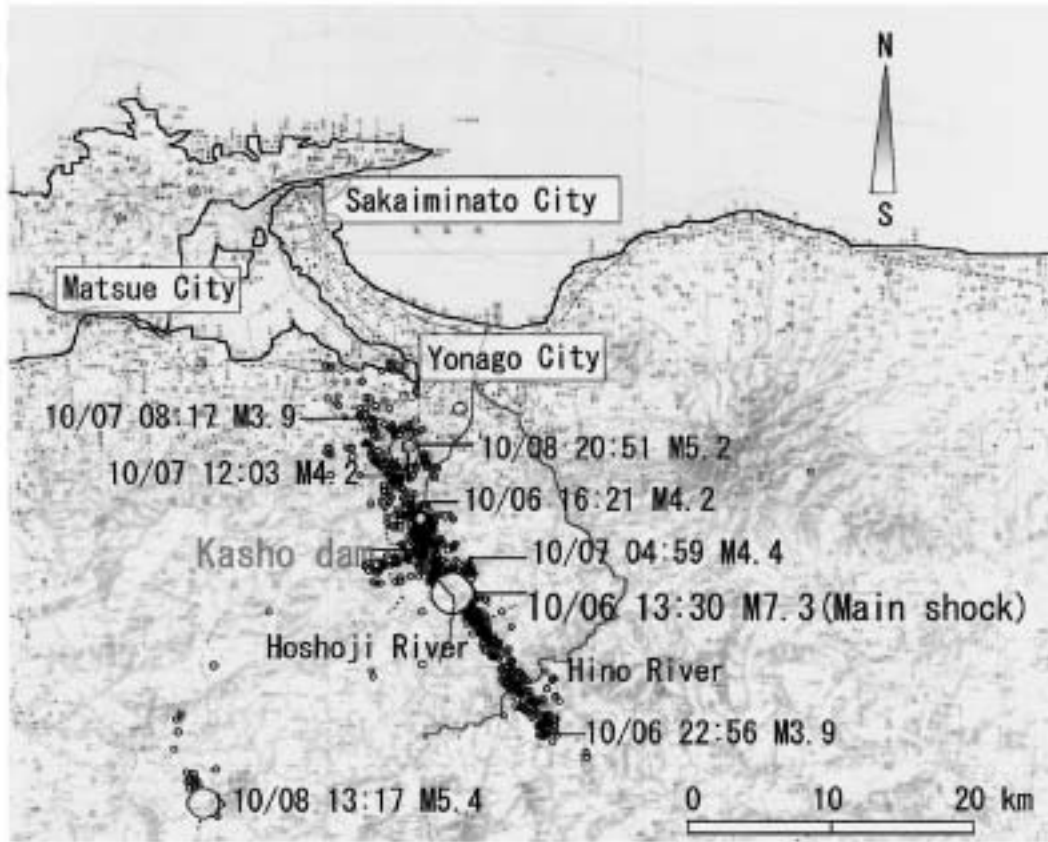 N
Sakaiminato City
S
Matsue City
Yonago City
10/07 08:17 M3.9
10/08 20:51 M5.2
10/07 12:03 M4.2
10/06 16:21 M4.2
Kasho dam
10/07 04:59 M4.4
10/06 13:30 M7.3(Main shock)
Hoshoji River
Hino River
10/06 22:56 M3.9
10/08 13:17 M5.4
0 10 20 km